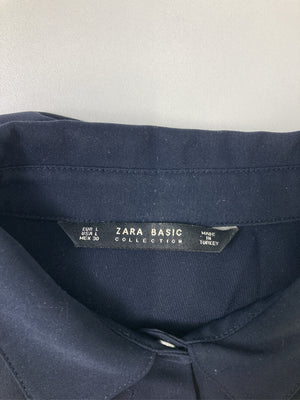 EUR L
USA L
MEX 30
ZARA BASIC
COLLECTION
MADE
IN
TURKEY